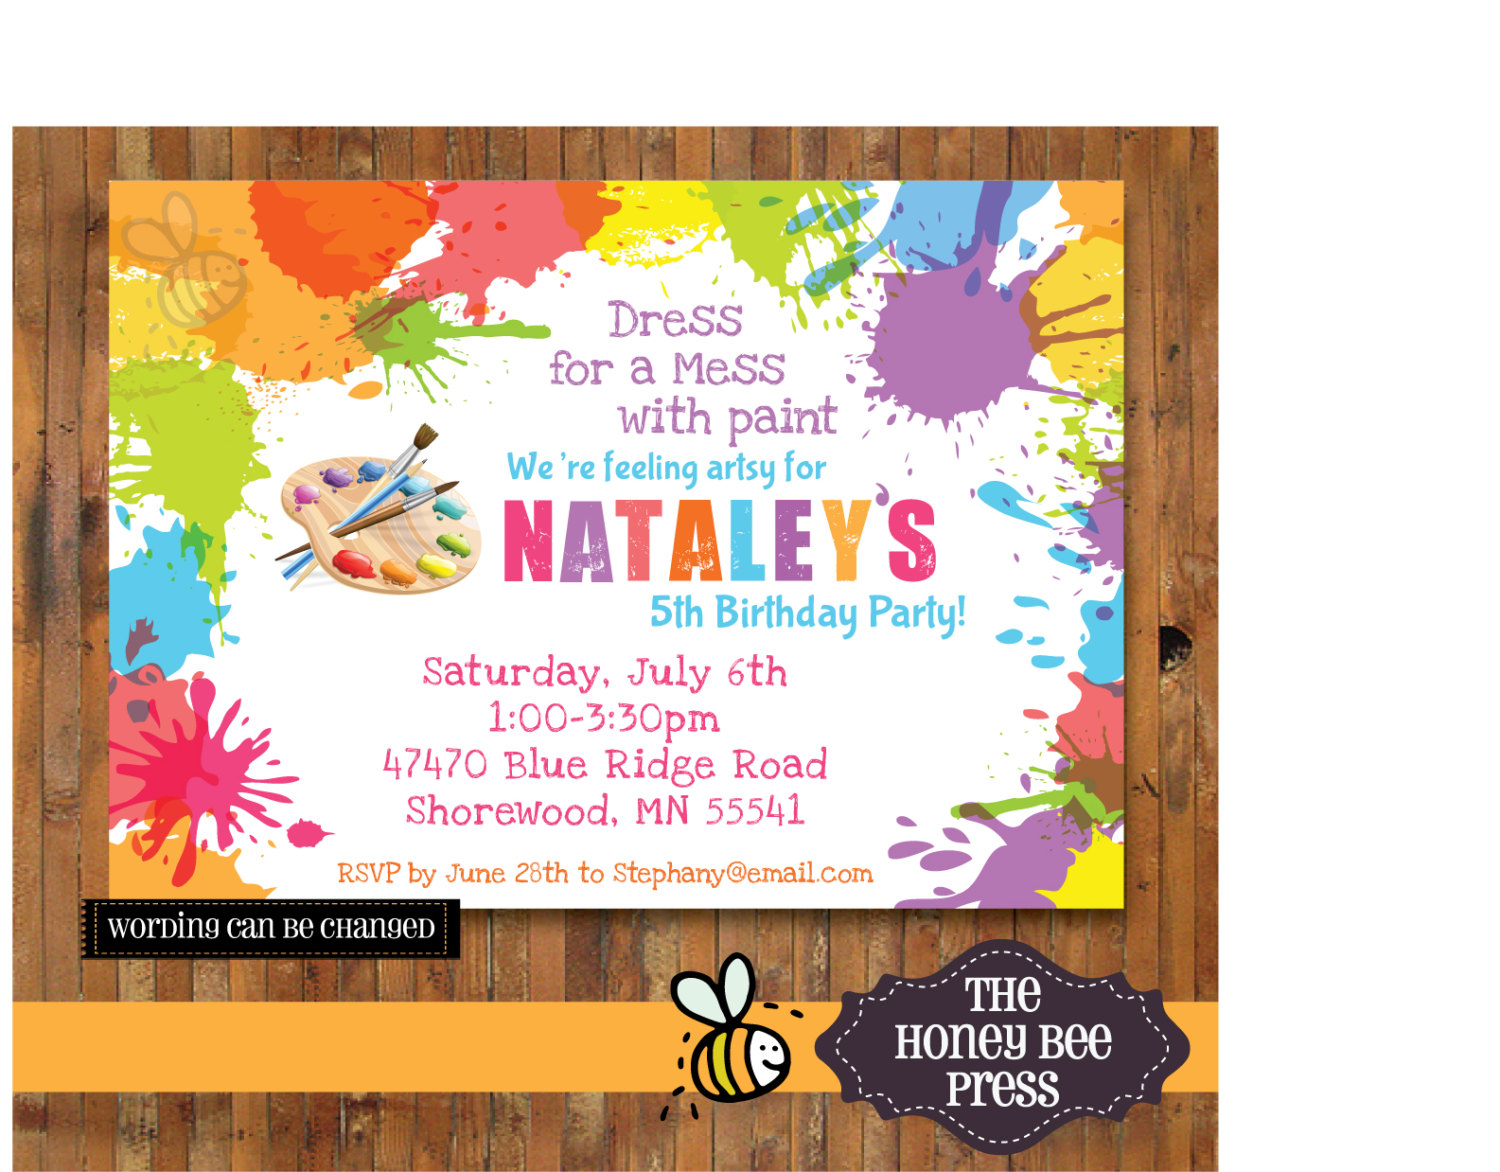 Dress
for a Mess
with paint
We're feeling artsy for
NATALEY'S
5th Birthday Party!
Saturday, July 6th
1:00-3:30pm
47470 Blue Ridge Road
Shorewood, MN 55541
RSVP by June 28th to Stephany@email.com
WORDING CAN BE CHANGED
THE
HONEY BEE
PRESS